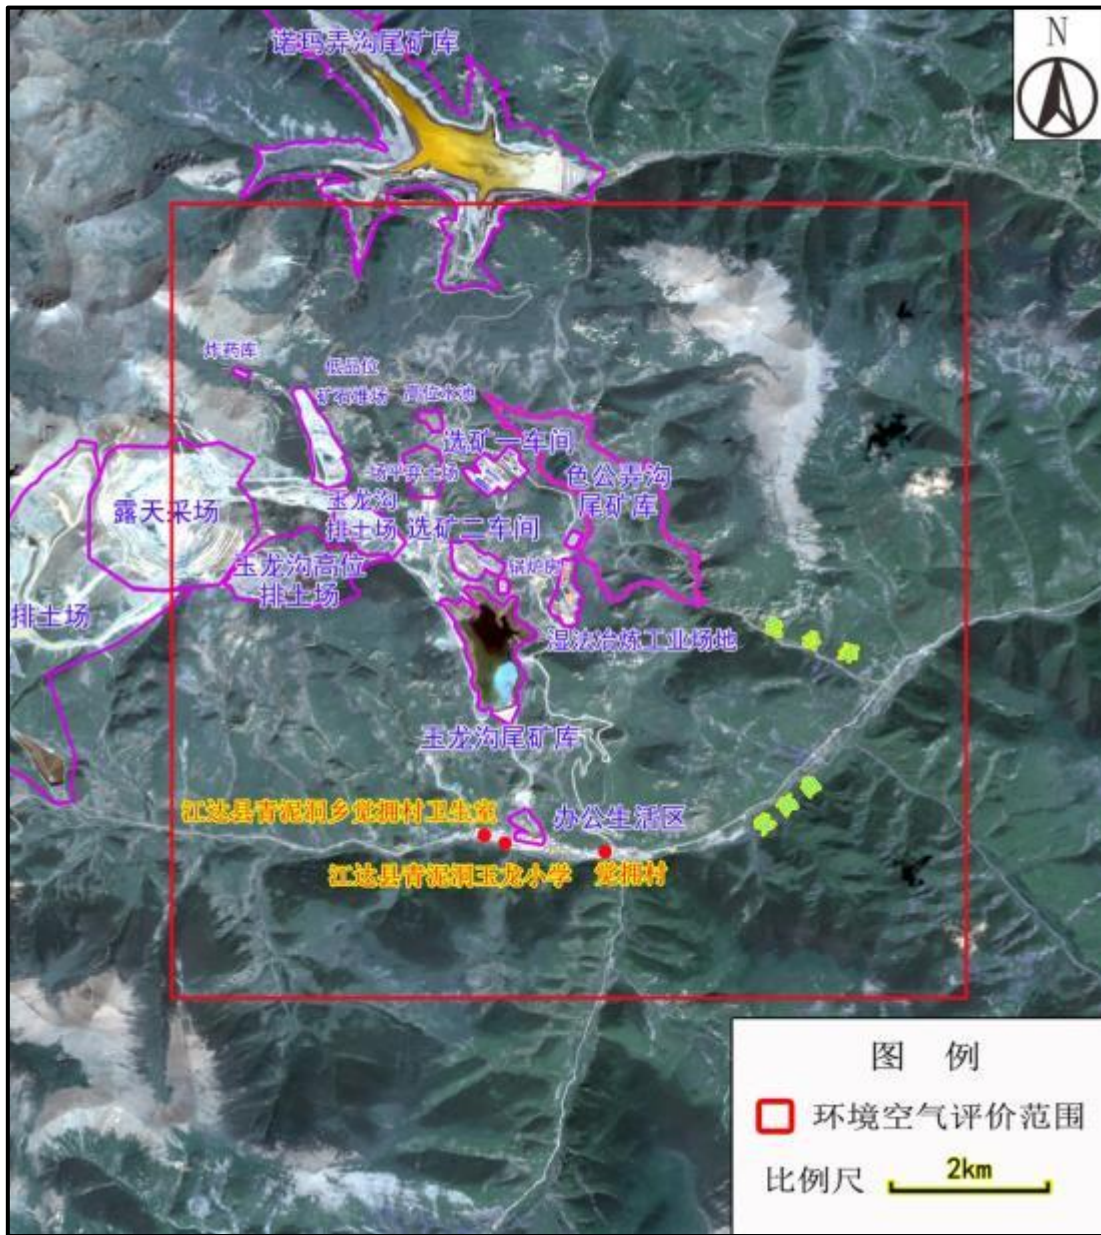 诺玛弄沟尾矿库
N
炸药库
低品位
矿石堆场
高位水池
选矿一车间
场平弃土场
色公弄沟
尾矿库
露天采场
玉龙沟
排土场
选矿二车间
玉龙沟高位
排土场
锅炉房
排土场
湿法冶炼工业场地
玉龙沟尾矿库
江达县青泥洞乡觉拥村卫生室
办公生活区
江达县青泥洞玉龙小学
觉拥村
图 例
环境空气评价范围
比例尺
2km